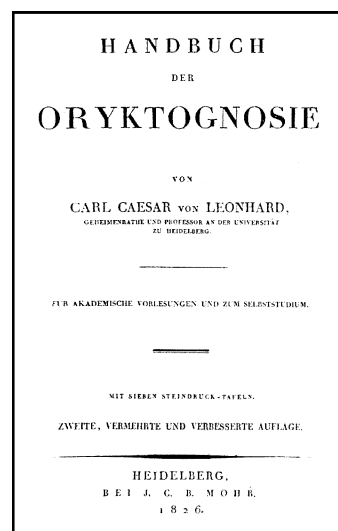 HANDBUCH
DER
ORYKTOGNOSIE
VON
CARL CAESAR VON LEONHARD,
GEHEIMENRATHE UND PROFESSOR AN DER UNIVERSITÄT
ZU HEIDELBERG.
FÜR AKADEMISCHE VORLESUNGEN UND ZUM SELBSTSTUDIUM.
MIT SIEBEN STEINDRUCK-TAFELN.
ZWEITE, VERMEHRTE UND VERBESSERTE AUFLAGE.
HEIDELBERG,
BEI J. C. B. MOHR.
1826.